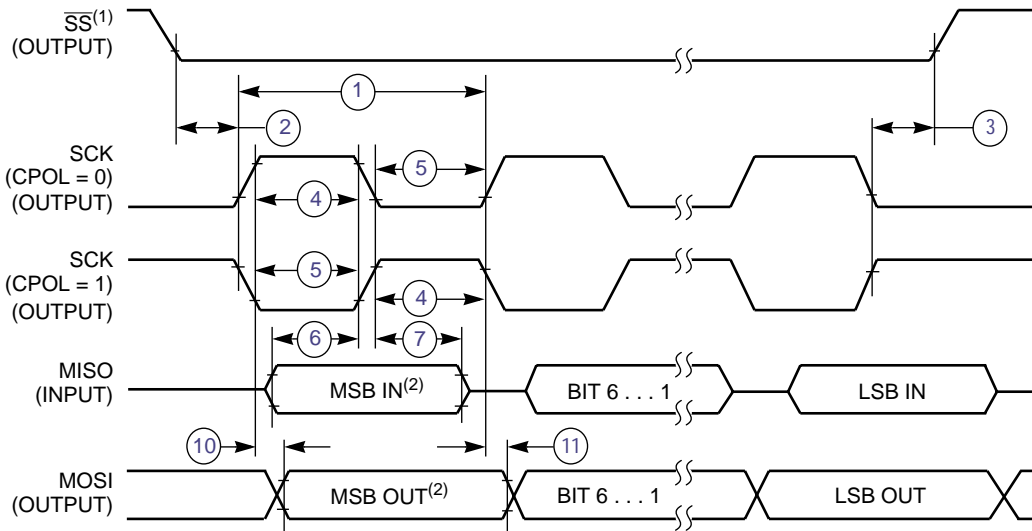 SS(1)
(OUTPUT)
1
2
3
SCK
(CPOL = 0)
(OUTPUT)
5
4
SCK
(CPOL = 1)
(OUTPUT)
5
4
6
7
MISO
(INPUT)
MSB IN(2)
BIT 6 . . . 1
LSB IN
10
11
MOSI
(OUTPUT)
MSB OUT(2)
BIT 6 . . . 1
LSB OUT